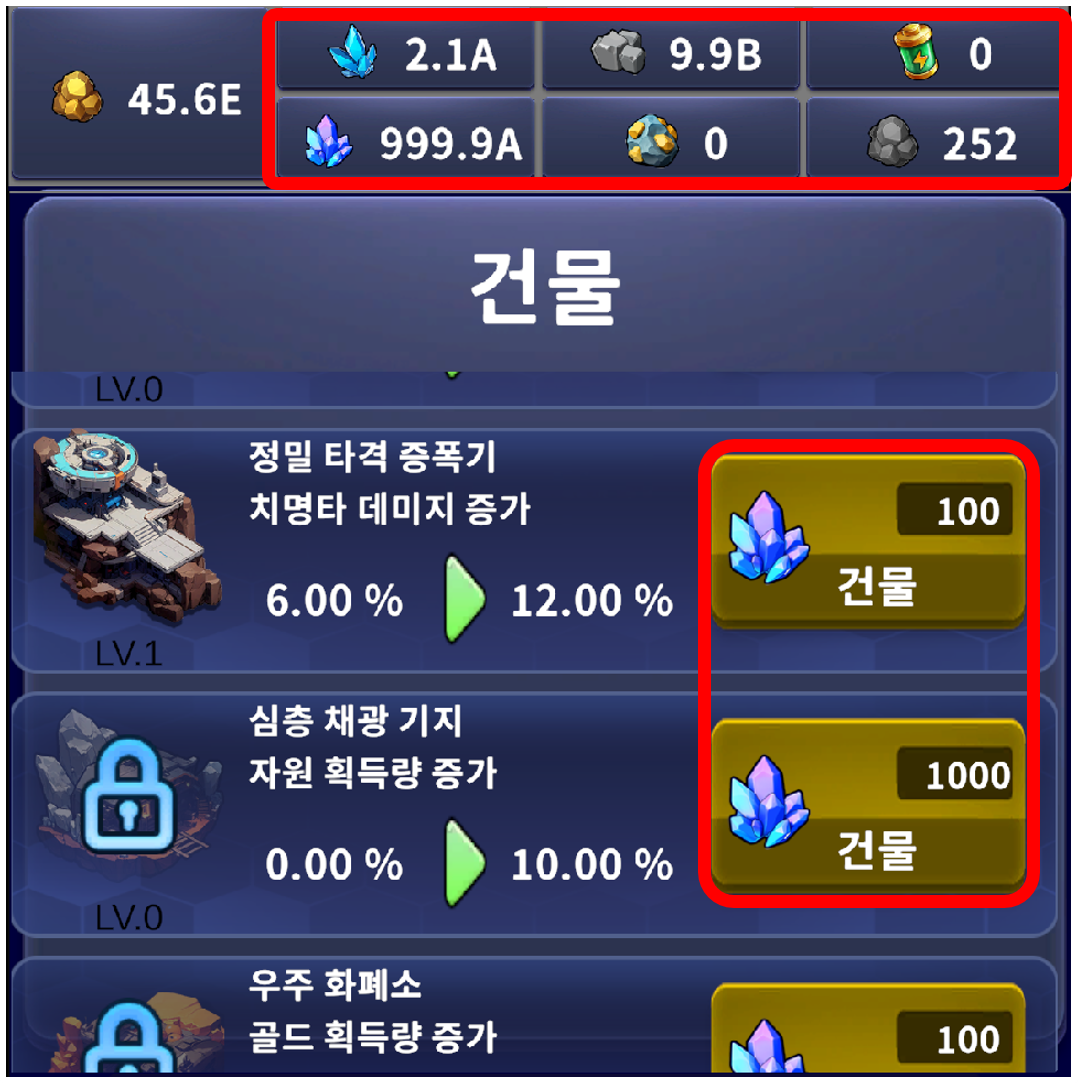 45.6E
2.1A
9.9B
0
999.9A
0
252
건물
LV.0
정밀 타격 증폭기
치명타 데미지 증가
6.00 %
12.00 %
100
건물
LV.1
심층 채광 기지
자원 획득량 증가
0.00 %
10.00 %
1000
건물
LV.0
우주 화폐소
골드 획득량 증가
100